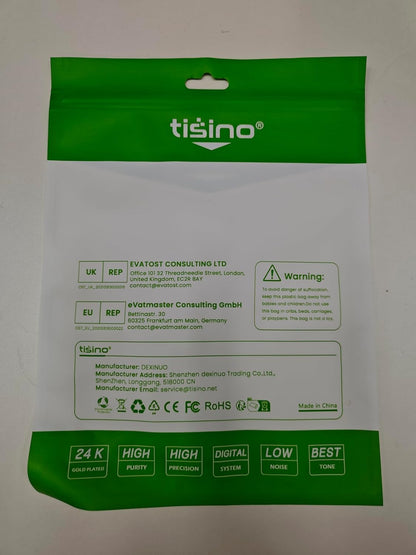 tisino®
UK REP
EVATOST CONSULTING LTD
Office 101 32 Threadneedle Street, London,
United Kingdom, EC2R 8AY
contact@evatost.com
Warning:
To avoid danger of suffocation,
keep this plastic bag away from
babies and children.Do not use
this bag in cribs, beds, carriages,
or playpens. This bag is not a toy.
EU REP
eVatmaster Consulting GmbH
Bettinastr. 30
60325 Frankfurt am Main, Germany
contact@evatmaster.com
tisino
Manufacturer: DEXINUO
Manufacturer Address: Shenzhen dexinuo Trading Co.,Ltd.,
ShenZhen, Longgang, 518000 CN
Manufacturer Email: service@tisino.net
CE FC RoHS
Made in China
24 K
GOLD PLATED
HIGH
PURITY
HIGH
PRECISION
DIGITAL
SYSTEM
LOW
NOISE
BEST
TONE